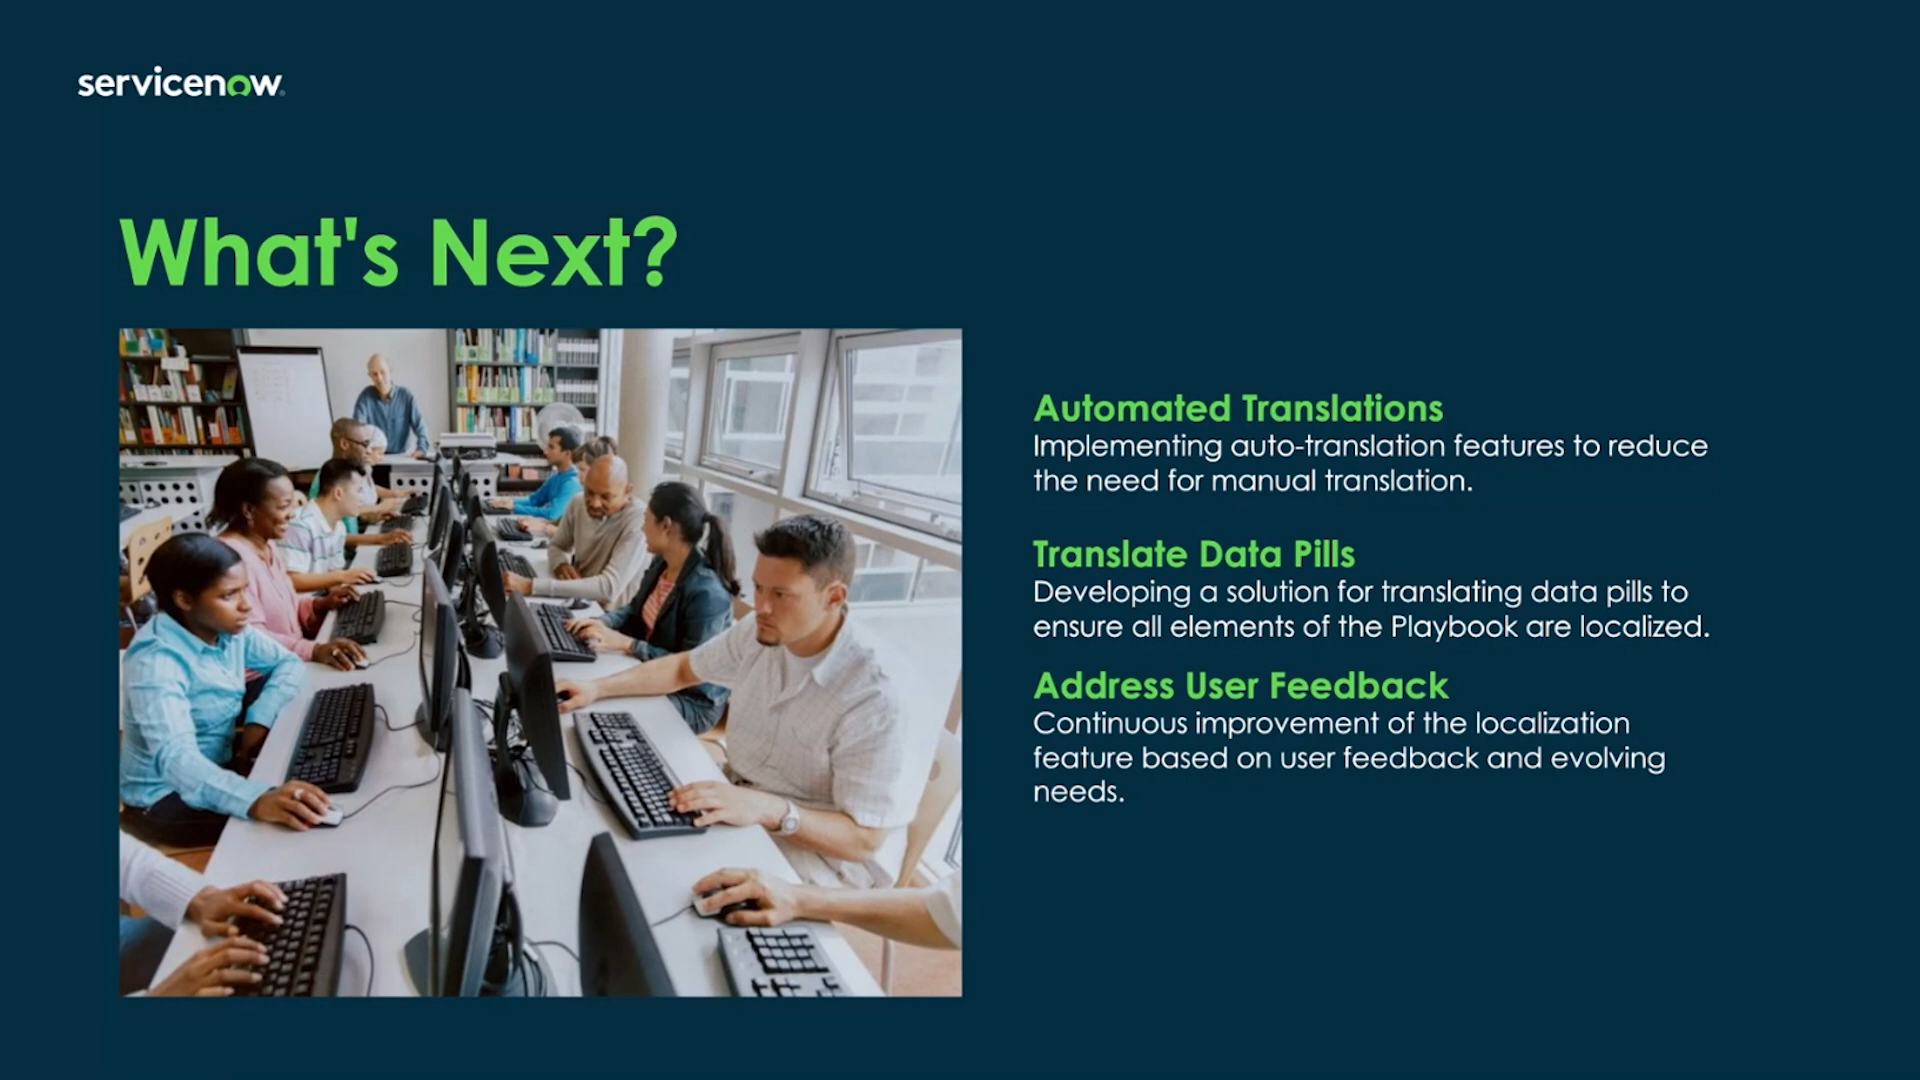 servicenow
What's Next?
Automated Translations
Implementing auto-translation features to reduce
the need for manual translation.
Translate Data Pills
Developing a solution for translating data pills to
ensure all elements of the Playbook are localized.
Address User Feedback
Continuous improvement of the localization
feature based on user feedback and evolving
needs.